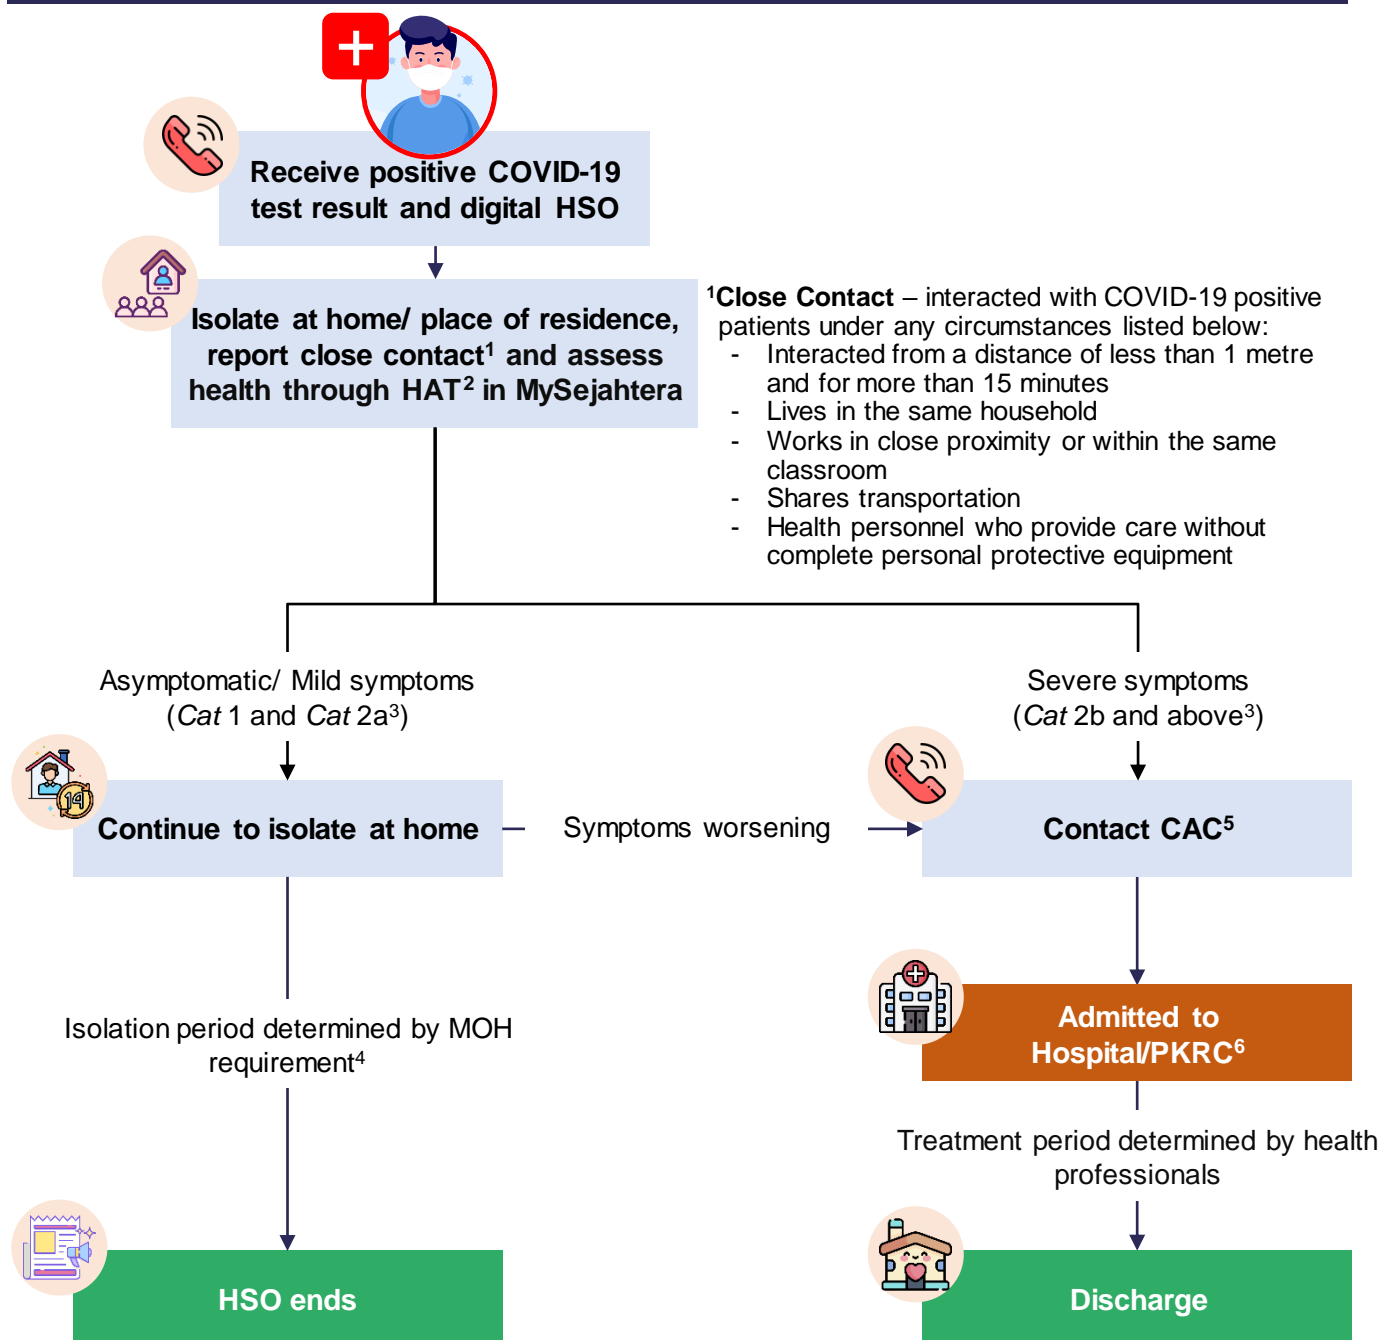 Receive positive COVID-19
test result and digital HSO
Isolate at home/ place of residence,
report close contact¹ and assess
health through HAT² in MySejahtera
¹Close Contact – interacted with COVID-19 positive
patients under any circumstances listed below:
- Interacted from a distance of less than 1 metre
and for more than 15 minutes
- Lives in the same household
- Works in close proximity or within the same
classroom
- Shares transportation
- Health personnel who provide care without
complete personal protective equipment
Asymptomatic/ Mild symptoms
(Cat 1 and Cat 2a³)
Severe symptoms
(Cat 2b and above³)
14
Continue to isolate at home
Symptoms worsening
Contact CAC⁵
Isolation period determined by MOH
requirement⁴
Admitted to
Hospital/PKRC⁶
Treatment period determined by health
professionals
HSO ends
Discharge